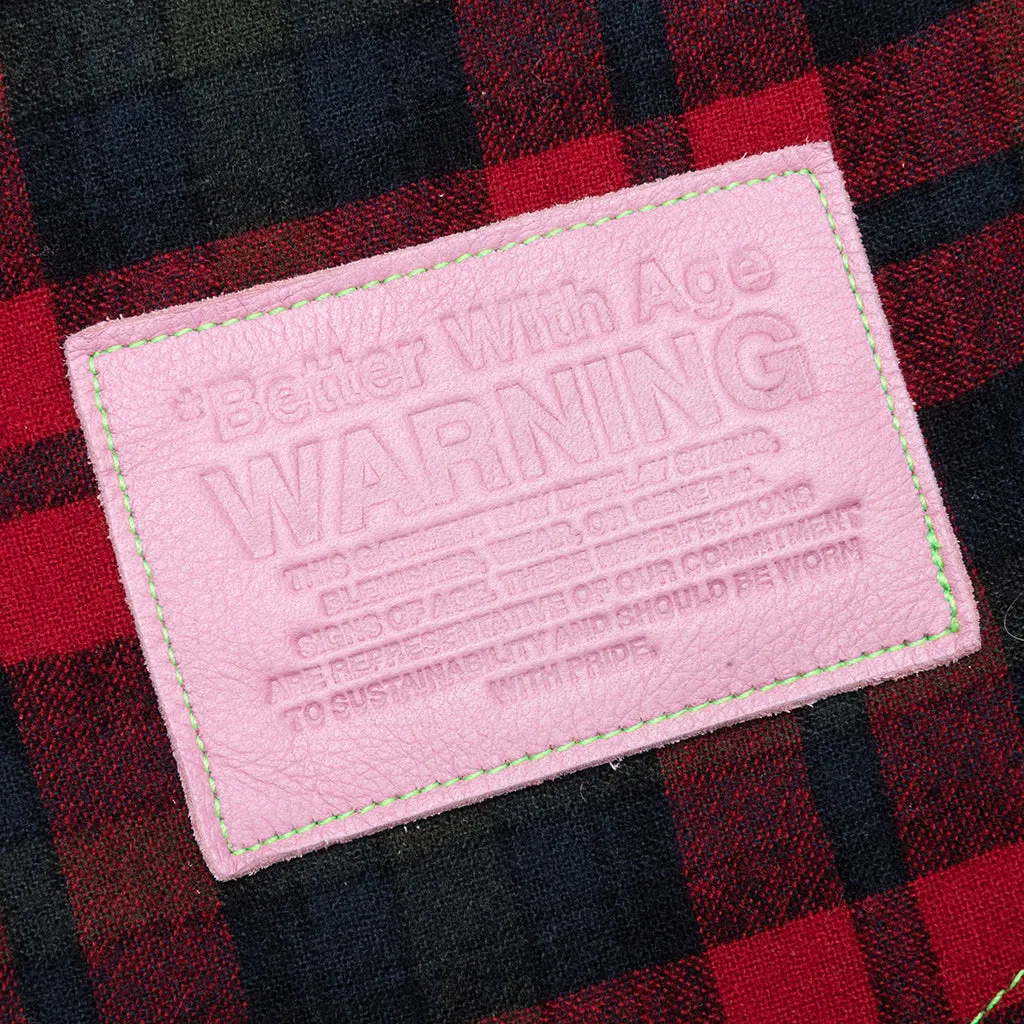 *Better With Age
WARNING
THIS GARMENT MAY DISPLAY STAINS,
BLEMISHES, WEAR, OR GENERAL
SIGNS OF AGE. THESE IMPERFECTIONS
ARE REPRESENTATIVE OF OUR COMMITMENT
TO SUSTAINABILITY AND SHOULD BE WORN
WITH PRIDE.